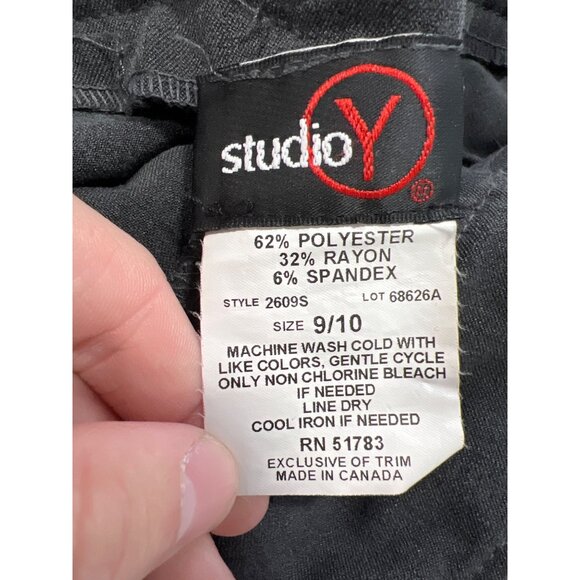 studio Y ®
62% POLYESTER
32% RAYON
6% SPANDEX
STYLE 2609S LOT 68626A
SIZE 9/10
MACHINE WASH COLD WITH
LIKE COLORS, GENTLE CYCLE
ONLY NON CHLORINE BLEACH
IF NEEDED
LINE DRY
COOL IRON IF NEEDED
RN 51783
EXCLUSIVE OF TRIM
MADE IN CANADA